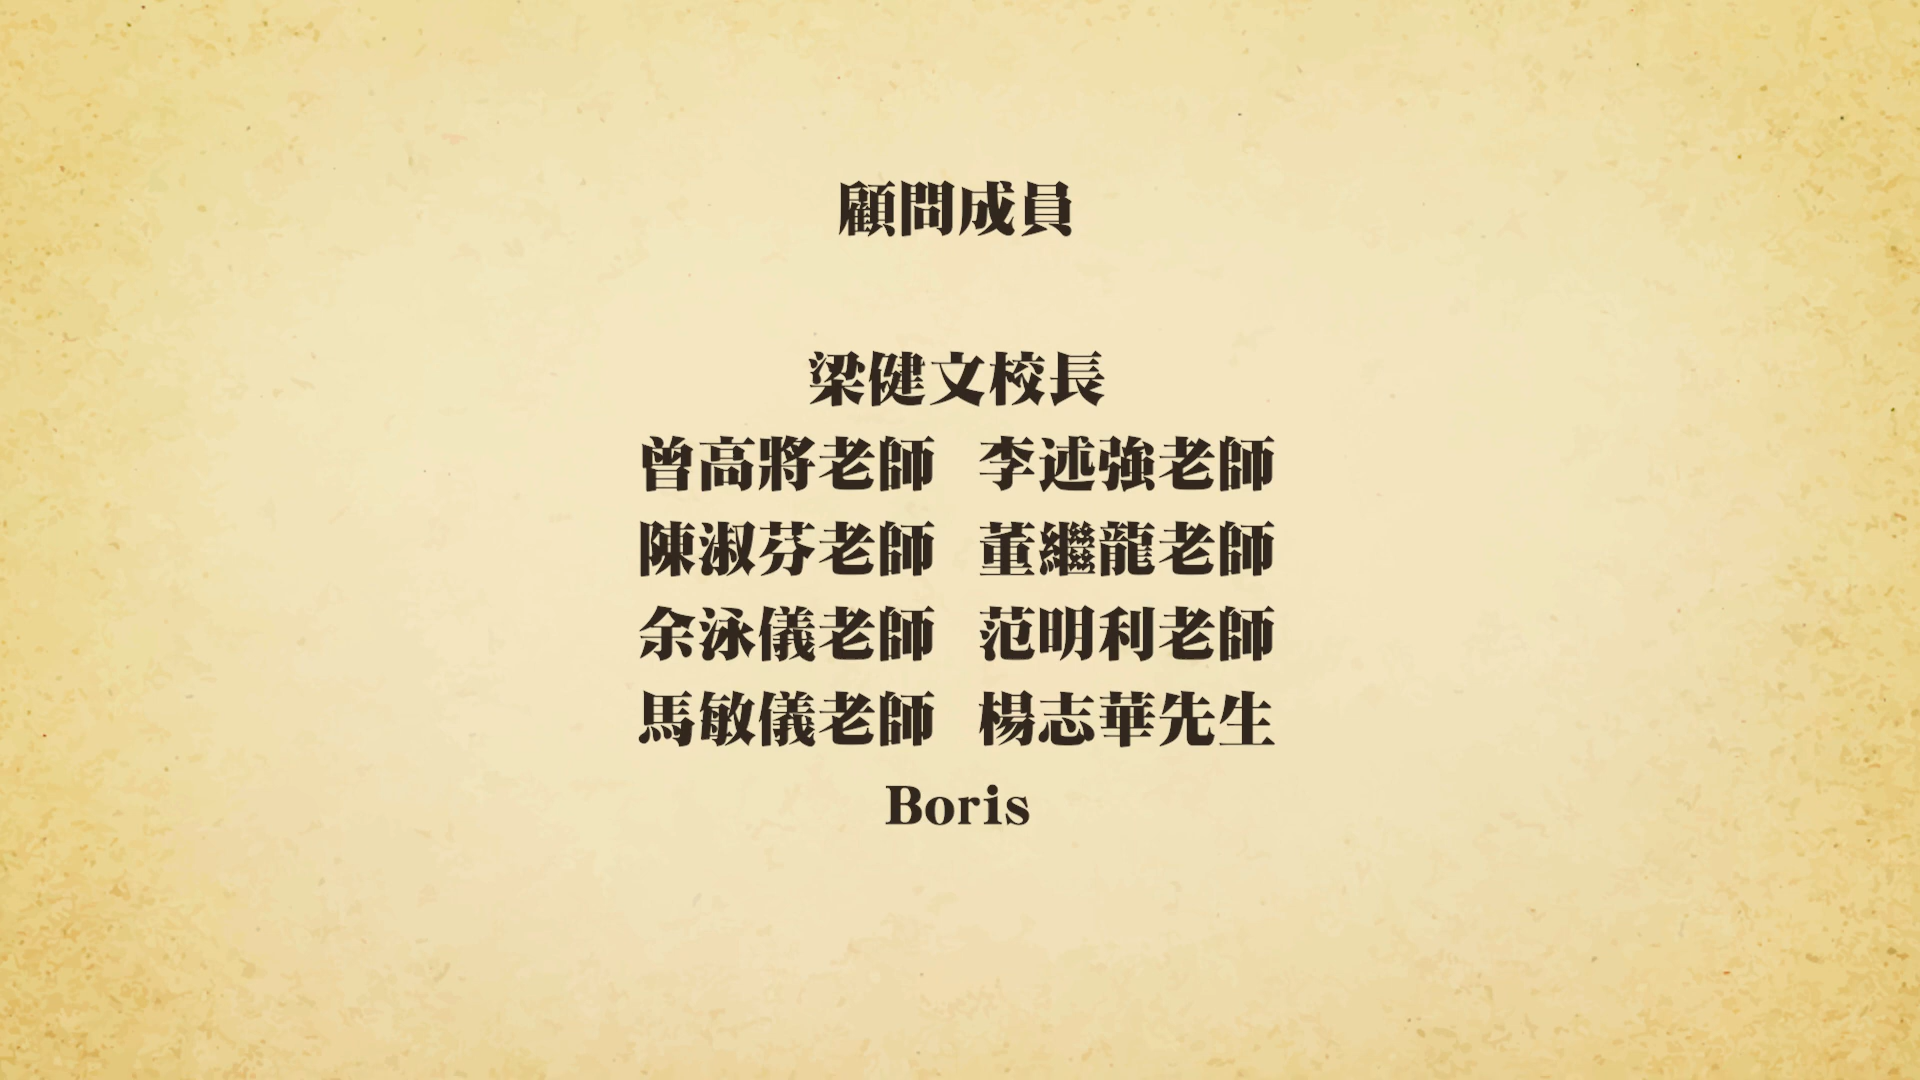 顧問成員
梁健文校長
曾高將老師 李述強老師
陳淑芬老師 董繼龍老師
余泳儀老師 范明利老師
馬敏儀老師 楊志華先生
Boris